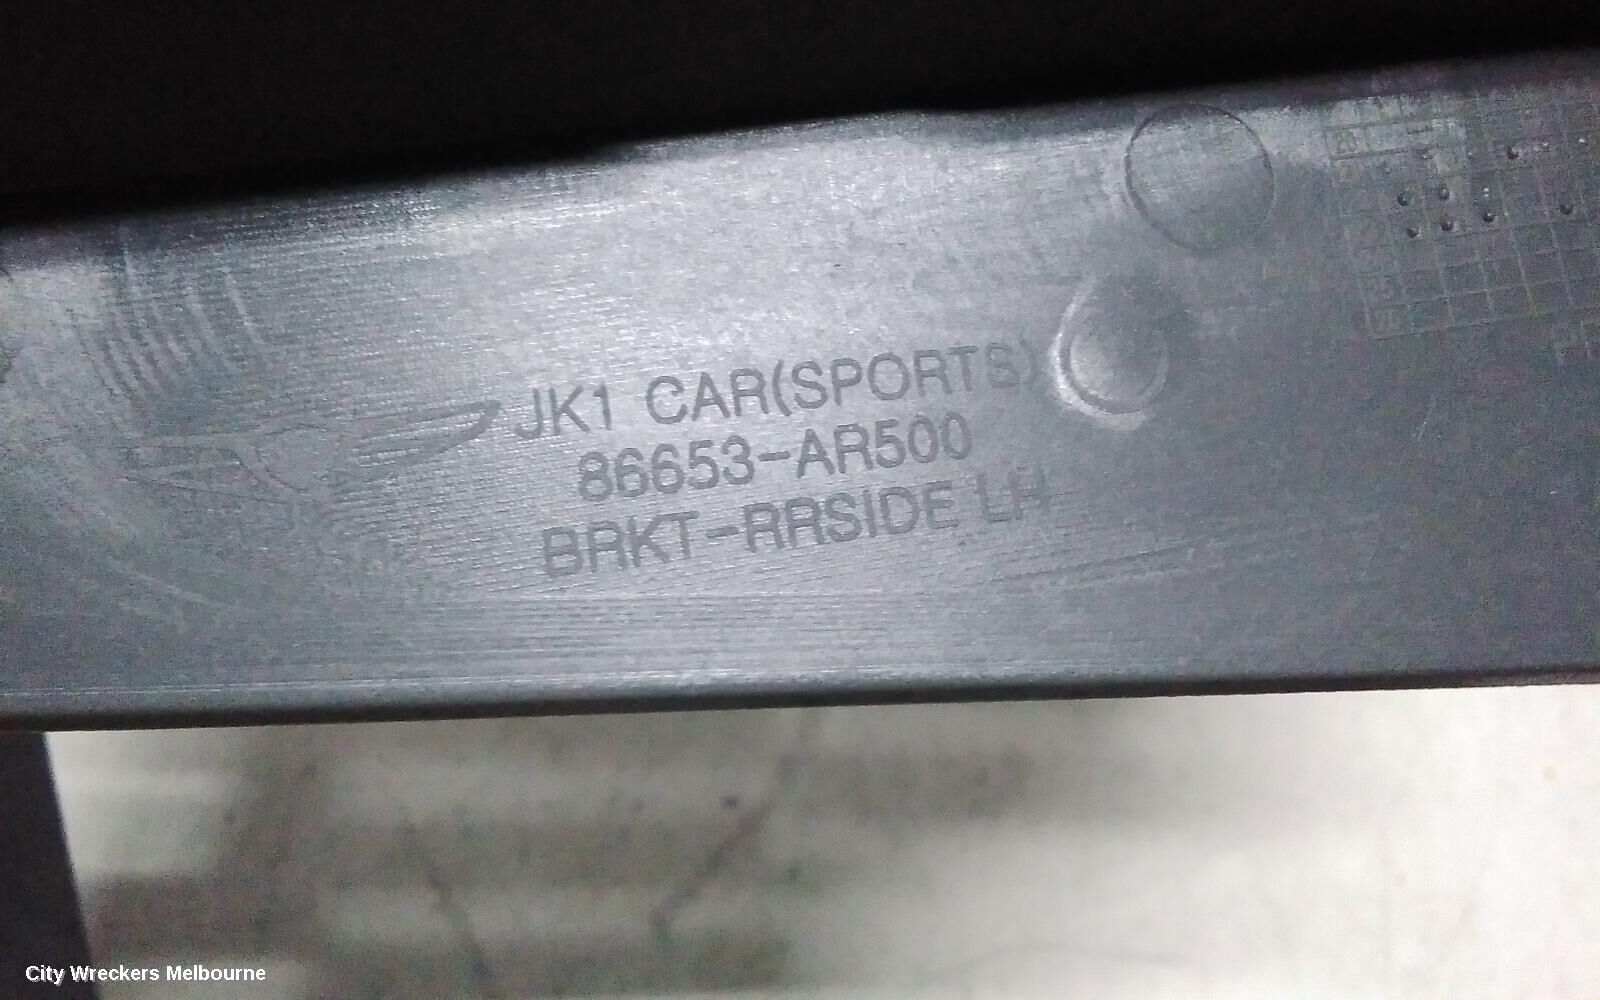 JK1 CAR(SPORTS)
86653-AR500
BRKT-RRSIDE LH
City Wreckers Melbourne